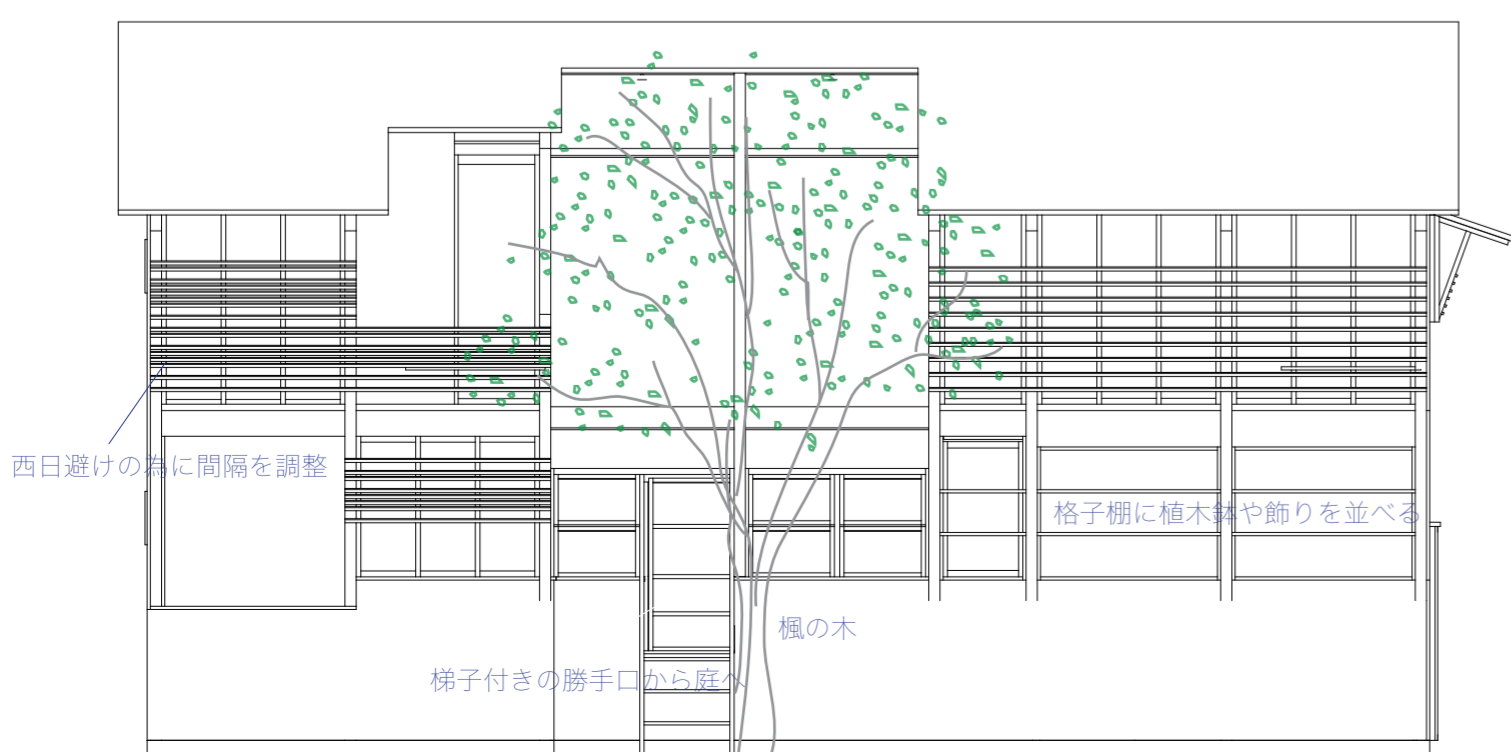 西日避けの為に間隔を調整
格子棚に植木鉢や飾りを並べる
楓の木
梯子付きの勝手口から庭へ